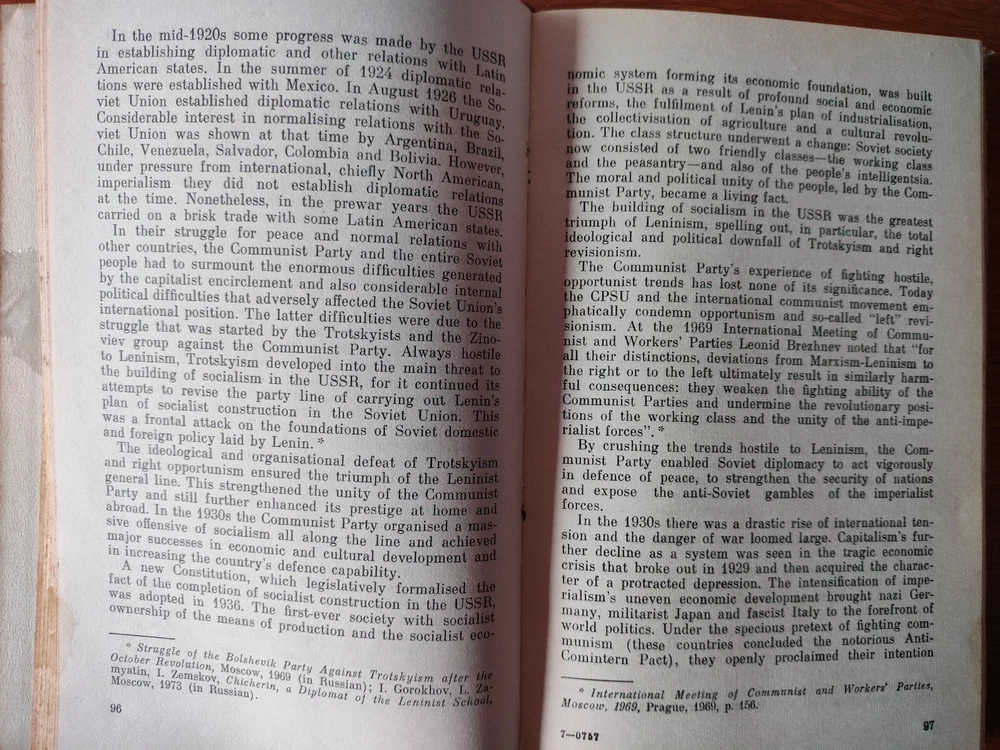 In the mid-1920s some progress was made by the USSR
in establishing diplomatic and other relations with Latin
American states. In the summer of 1924 diplomatic rela-
tions were established with Mexico. In August 1926 the So-
viet Union established diplomatic relations with Uruguay.
Considerable interest in normalising relations with the So-
viet Union was shown at that time by Argentina, Brazil,
Chile, Venezuela, Salvador, Colombia and Bolivia. However,
under pressure from international, chiefly North American,
imperialism they did not establish diplomatic relations
at the time. Nonetheless, in the prewar years the USSR
carried on a brisk trade with some Latin American states.
In their struggle for peace and normal relations with
other countries, the Communist Party and the entire Soviet
people had to surmount the enormous difficulties generated
by the capitalist encirclement and also considerable internal
political difficulties that adversely affected the Soviet Union's
international position. The latter difficulties were due to the
struggle that was started by the Trotskyists and the Zino-
viev group against the Communist Party. Always hostile
to Leninism, Trotskyism developed into the main threat to
the building of socialism in the USSR, for it continued its
attempts to revise the party line of carrying out Lenin's
plan of socialist construction in the Soviet Union. This
was a frontal attack on the foundations of Soviet domestic
and foreign policy laid by Lenin. *
The ideological and organisational defeat of Trotskyism
and right opportunism ensured the triumph of the Leninist
general line. This strengthened the unity of the Communist
Party and still further enhanced its prestige at home and
abroad. In the 1930s the Communist Party organised a mas-
sive offensive of socialism all along the line and achieved
major successes in economic and cultural development and
in increasing the country's defence capability.
A new Constitution, which legislatively formalised the
fact of the completion of socialist construction in the USSR,
was adopted in 1936. The first-ever society with socialist
ownership of the means of production and the socialist eco-
* Struggle of the Bolshevik Party Against Trotskyism after the
October Revolution, Moscow, 1969 (in Russian); I. Gorokhov, L. Za-
myatin, I. Zemskov, Chicherin, a Diplomat of the Leninist School,
Moscow, 1973 (in Russian).
96
nomic system forming its economic foundation, was built
in the USSR as a result of profound social and economic
reforms, the fulfilment of Lenin's plan of industrialisation,
the collectivisation of agriculture and a cultural revolu-
tion. The class structure underwent a change: Soviet society
now consisted of two friendly classes—the working class
and the peasantry—and also of the people's intelligentsia.
The moral and political unity of the people, led by the Com-
munist Party, became a living fact.
The building of socialism in the USSR was the greatest
triumph of Leninism, spelling out, in particular, the total
ideological and political downfall of Trotskyism and right
revisionism.
The Communist Party's experience of fighting hostile,
opportunist trends has lost none of its significance. Today
the CPSU and the international communist movement em-
phatically condemn opportunism and so-called "left" revi-
sionism. At the 1969 International Meeting of Commu-
nist and Workers' Parties Leonid Brezhnev noted that "for
all their distinctions, deviations from Marxism-Leninism to
the right or to the left ultimately result in similarly harm-
ful consequences: they weaken the fighting ability of the
Communist Parties and undermine the revolutionary posi-
tions of the working class and the unity of the anti-impe-
rialist forces". *
By crushing the trends hostile to Leninism, the Com-
munist Party enabled Soviet diplomacy to act vigorously
in defence of peace, to strengthen the security of nations
and expose the anti-Soviet gambles of the imperialist
forces.
In the 1930s there was a drastic rise of international ten-
sion and the danger of war loomed large. Capitalism's fur-
ther decline as a system was seen in the tragic economic
crisis that broke out in 1929 and then acquired the charac-
ter of a protracted depression. The intensification of impe-
rialism's uneven economic development brought nazi Ger-
many, militarist Japan and fascist Italy to the forefront of
world politics. Under the specious pretext of fighting com-
munism (these countries concluded the notorious Anti-
Comintern Pact), they openly proclaimed their intention
* International Meeting of Communist and Workers' Parties,
Moscow, 1969, Prague, 1969, p. 156.
7—0757
97